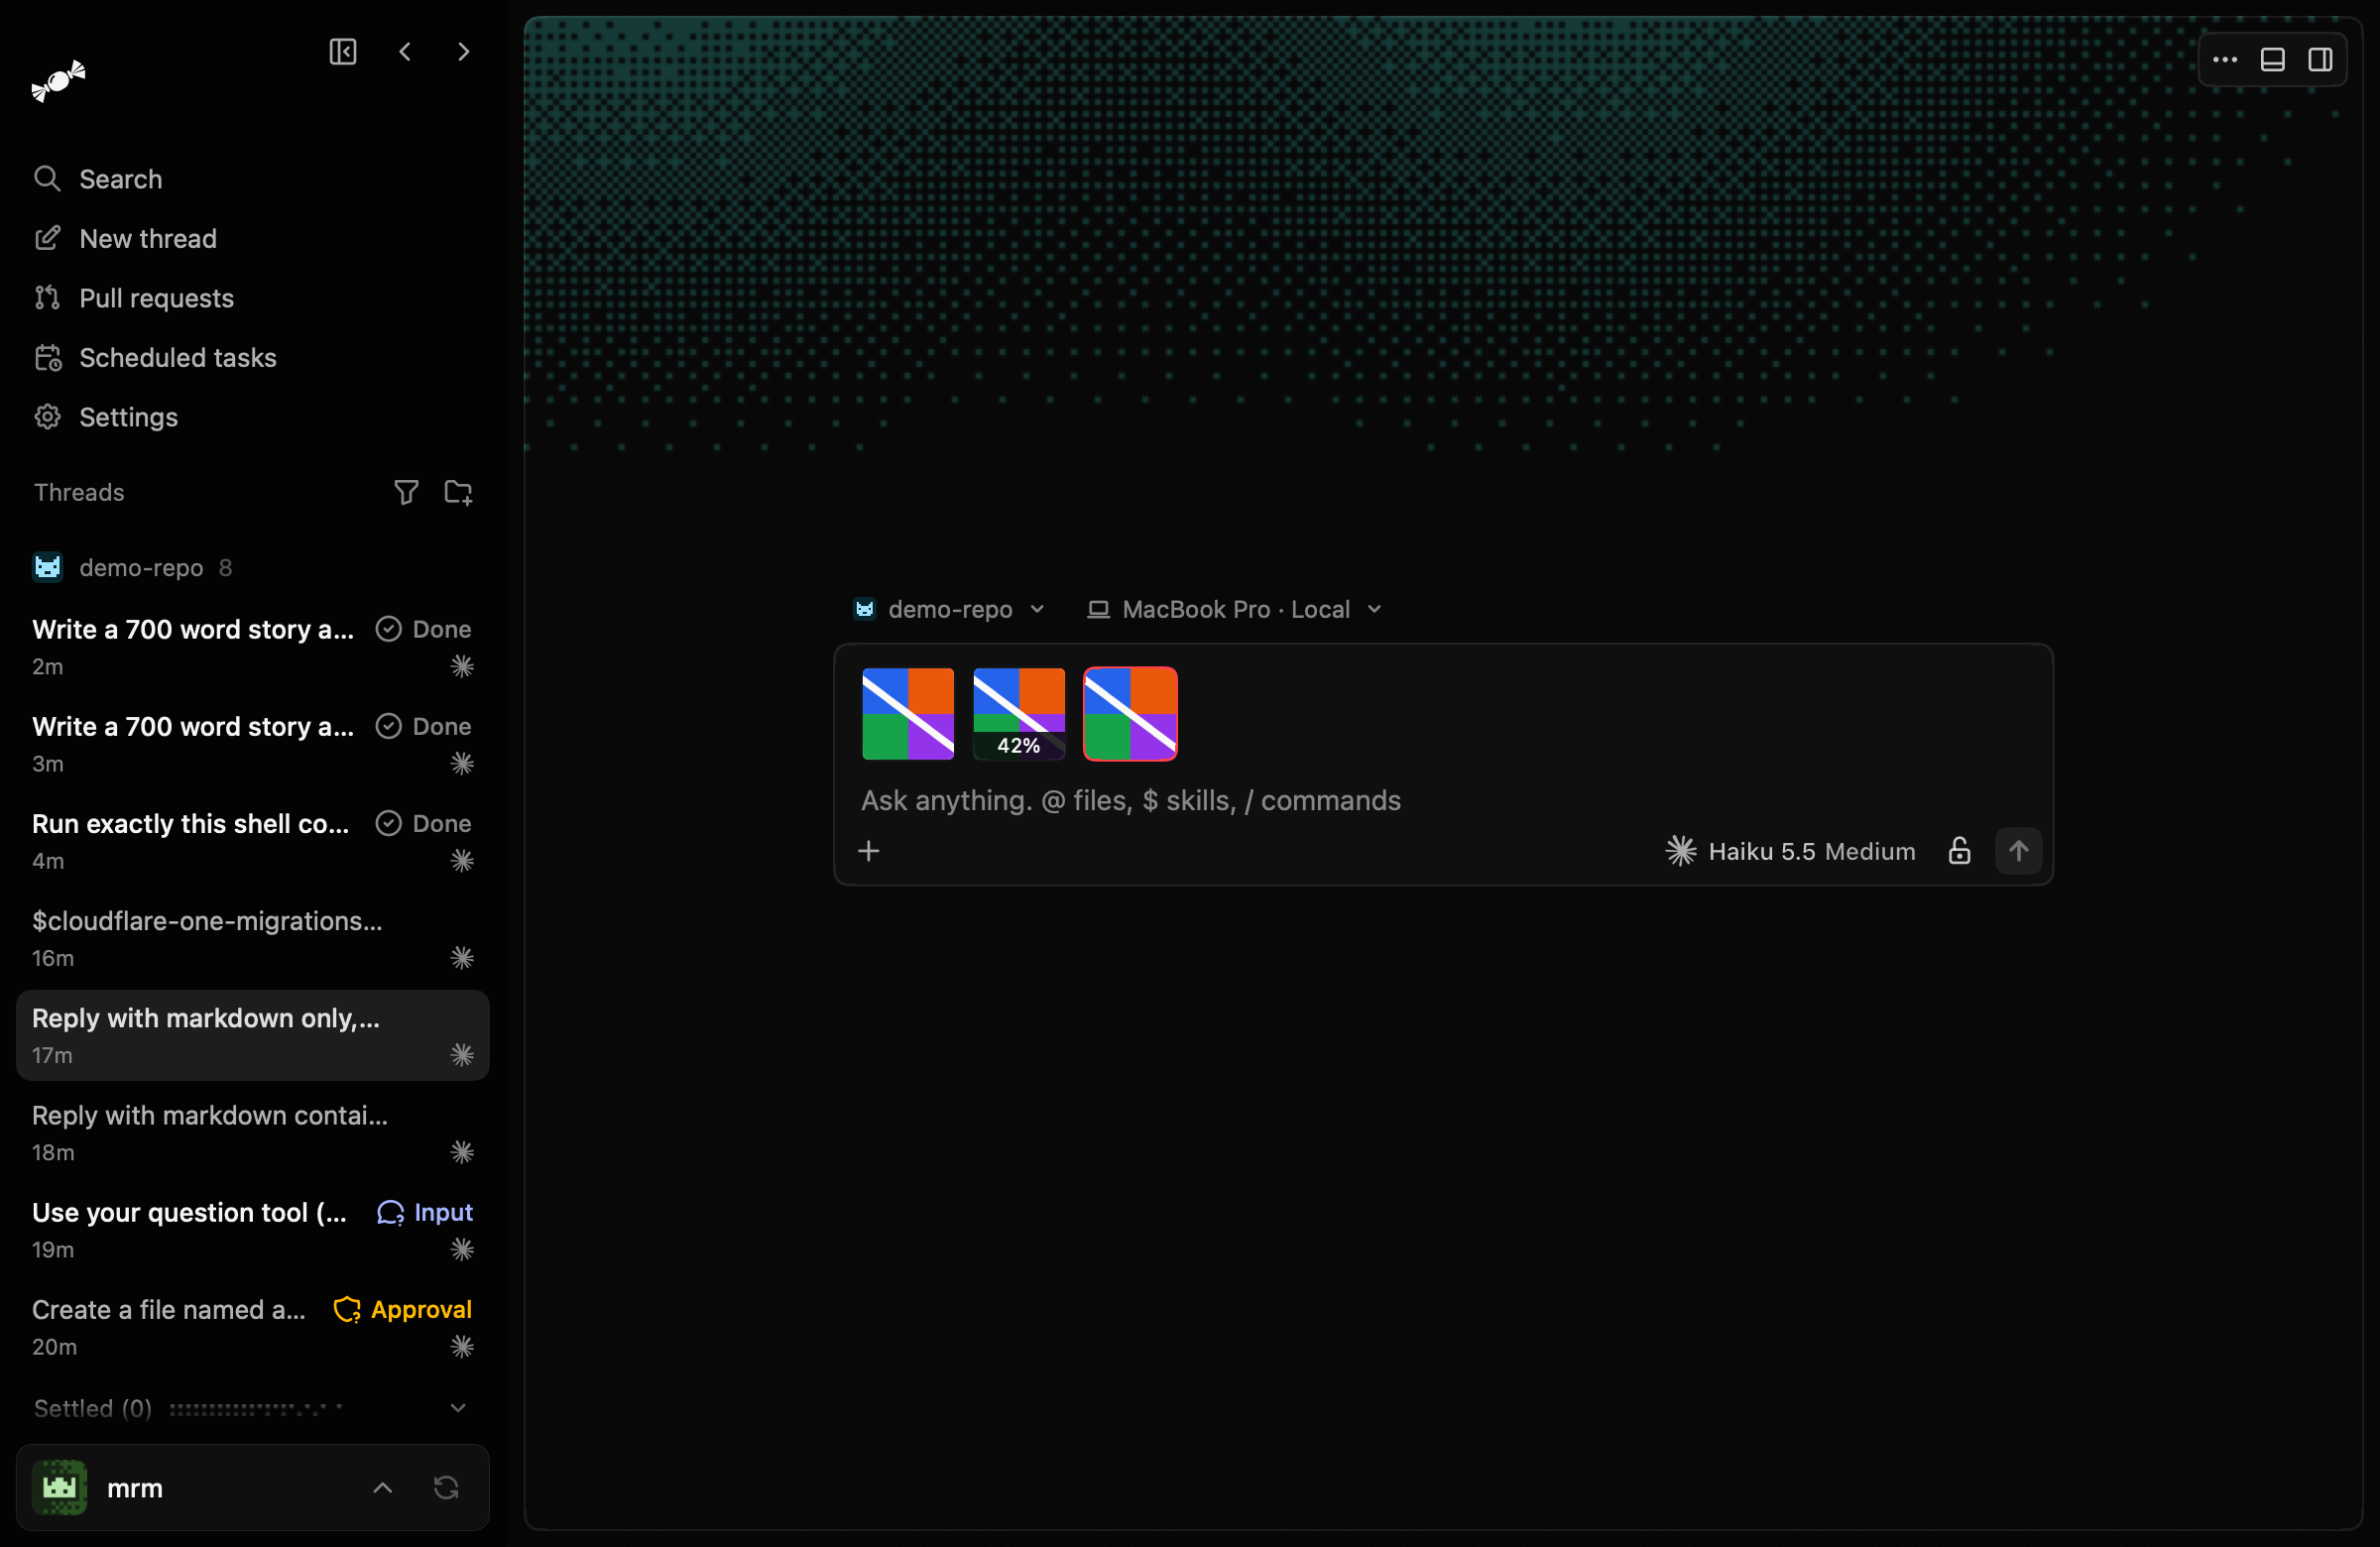 Search
New thread
Pull requests
Scheduled tasks
Settings
Threads
demo-repo 8
Write a 700 word story a... Done
2m
Write a 700 word story a... Done
3m
Run exactly this shell co... Done
4m
$cloudflare-one-migrations...
16m
Reply with markdown only,...
17m
Reply with markdown contai...
18m
Use your question tool (... Input
19m
Create a file named a... Approval
20m
Settled (0)
mrm
demo-repo MacBook Pro · Local
42%
Ask anything. @ files, $ skills, / commands
Haiku 5.5 Medium